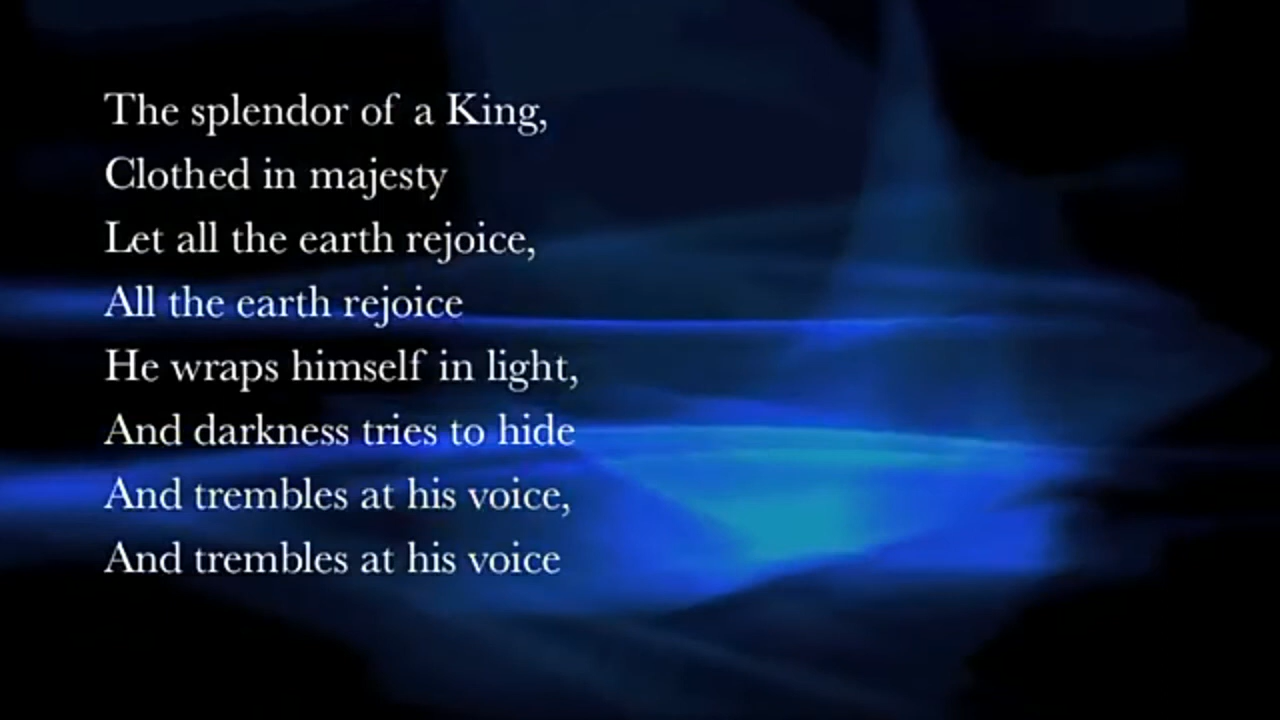 The splendor of a King,
Clothed in majesty
Let all the earth rejoice,
All the earth rejoice
He wraps himself in light,
And darkness tries to hide
And trembles at his voice,
And trembles at his voice